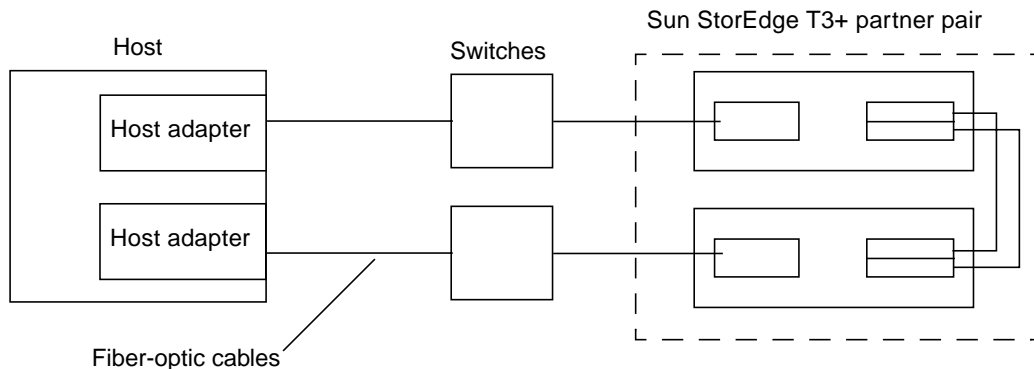 Sun StorEdge T3+ partner pair
Host
Switches
Host adapter
Host adapter
Fiber-optic cables